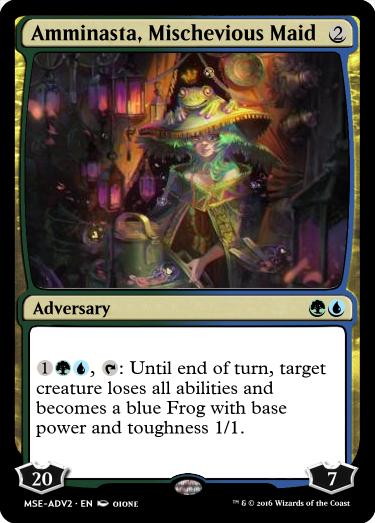 Amminasta, Mischevious Maid 2
Adversary
1, : Until end of turn, target
creature loses all abilities and
becomes a blue Frog with base
power and toughness 1/1.
20
7
MSE-ADV2 · EN OIONE
™ & © 2016 Wizards of the Coast